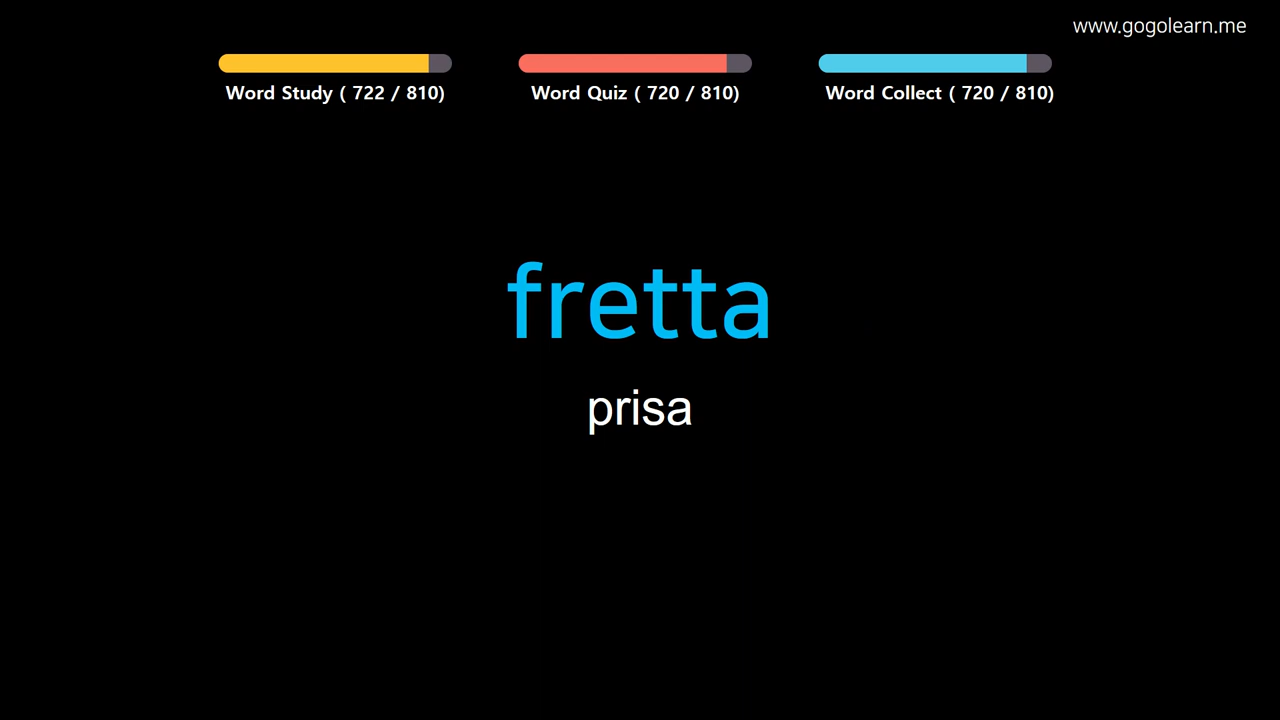 www.gogolearn.me
Word Study ( 722 / 810)
Word Quiz ( 720 / 810)
Word Collect ( 720 / 810)
fretta
prisa